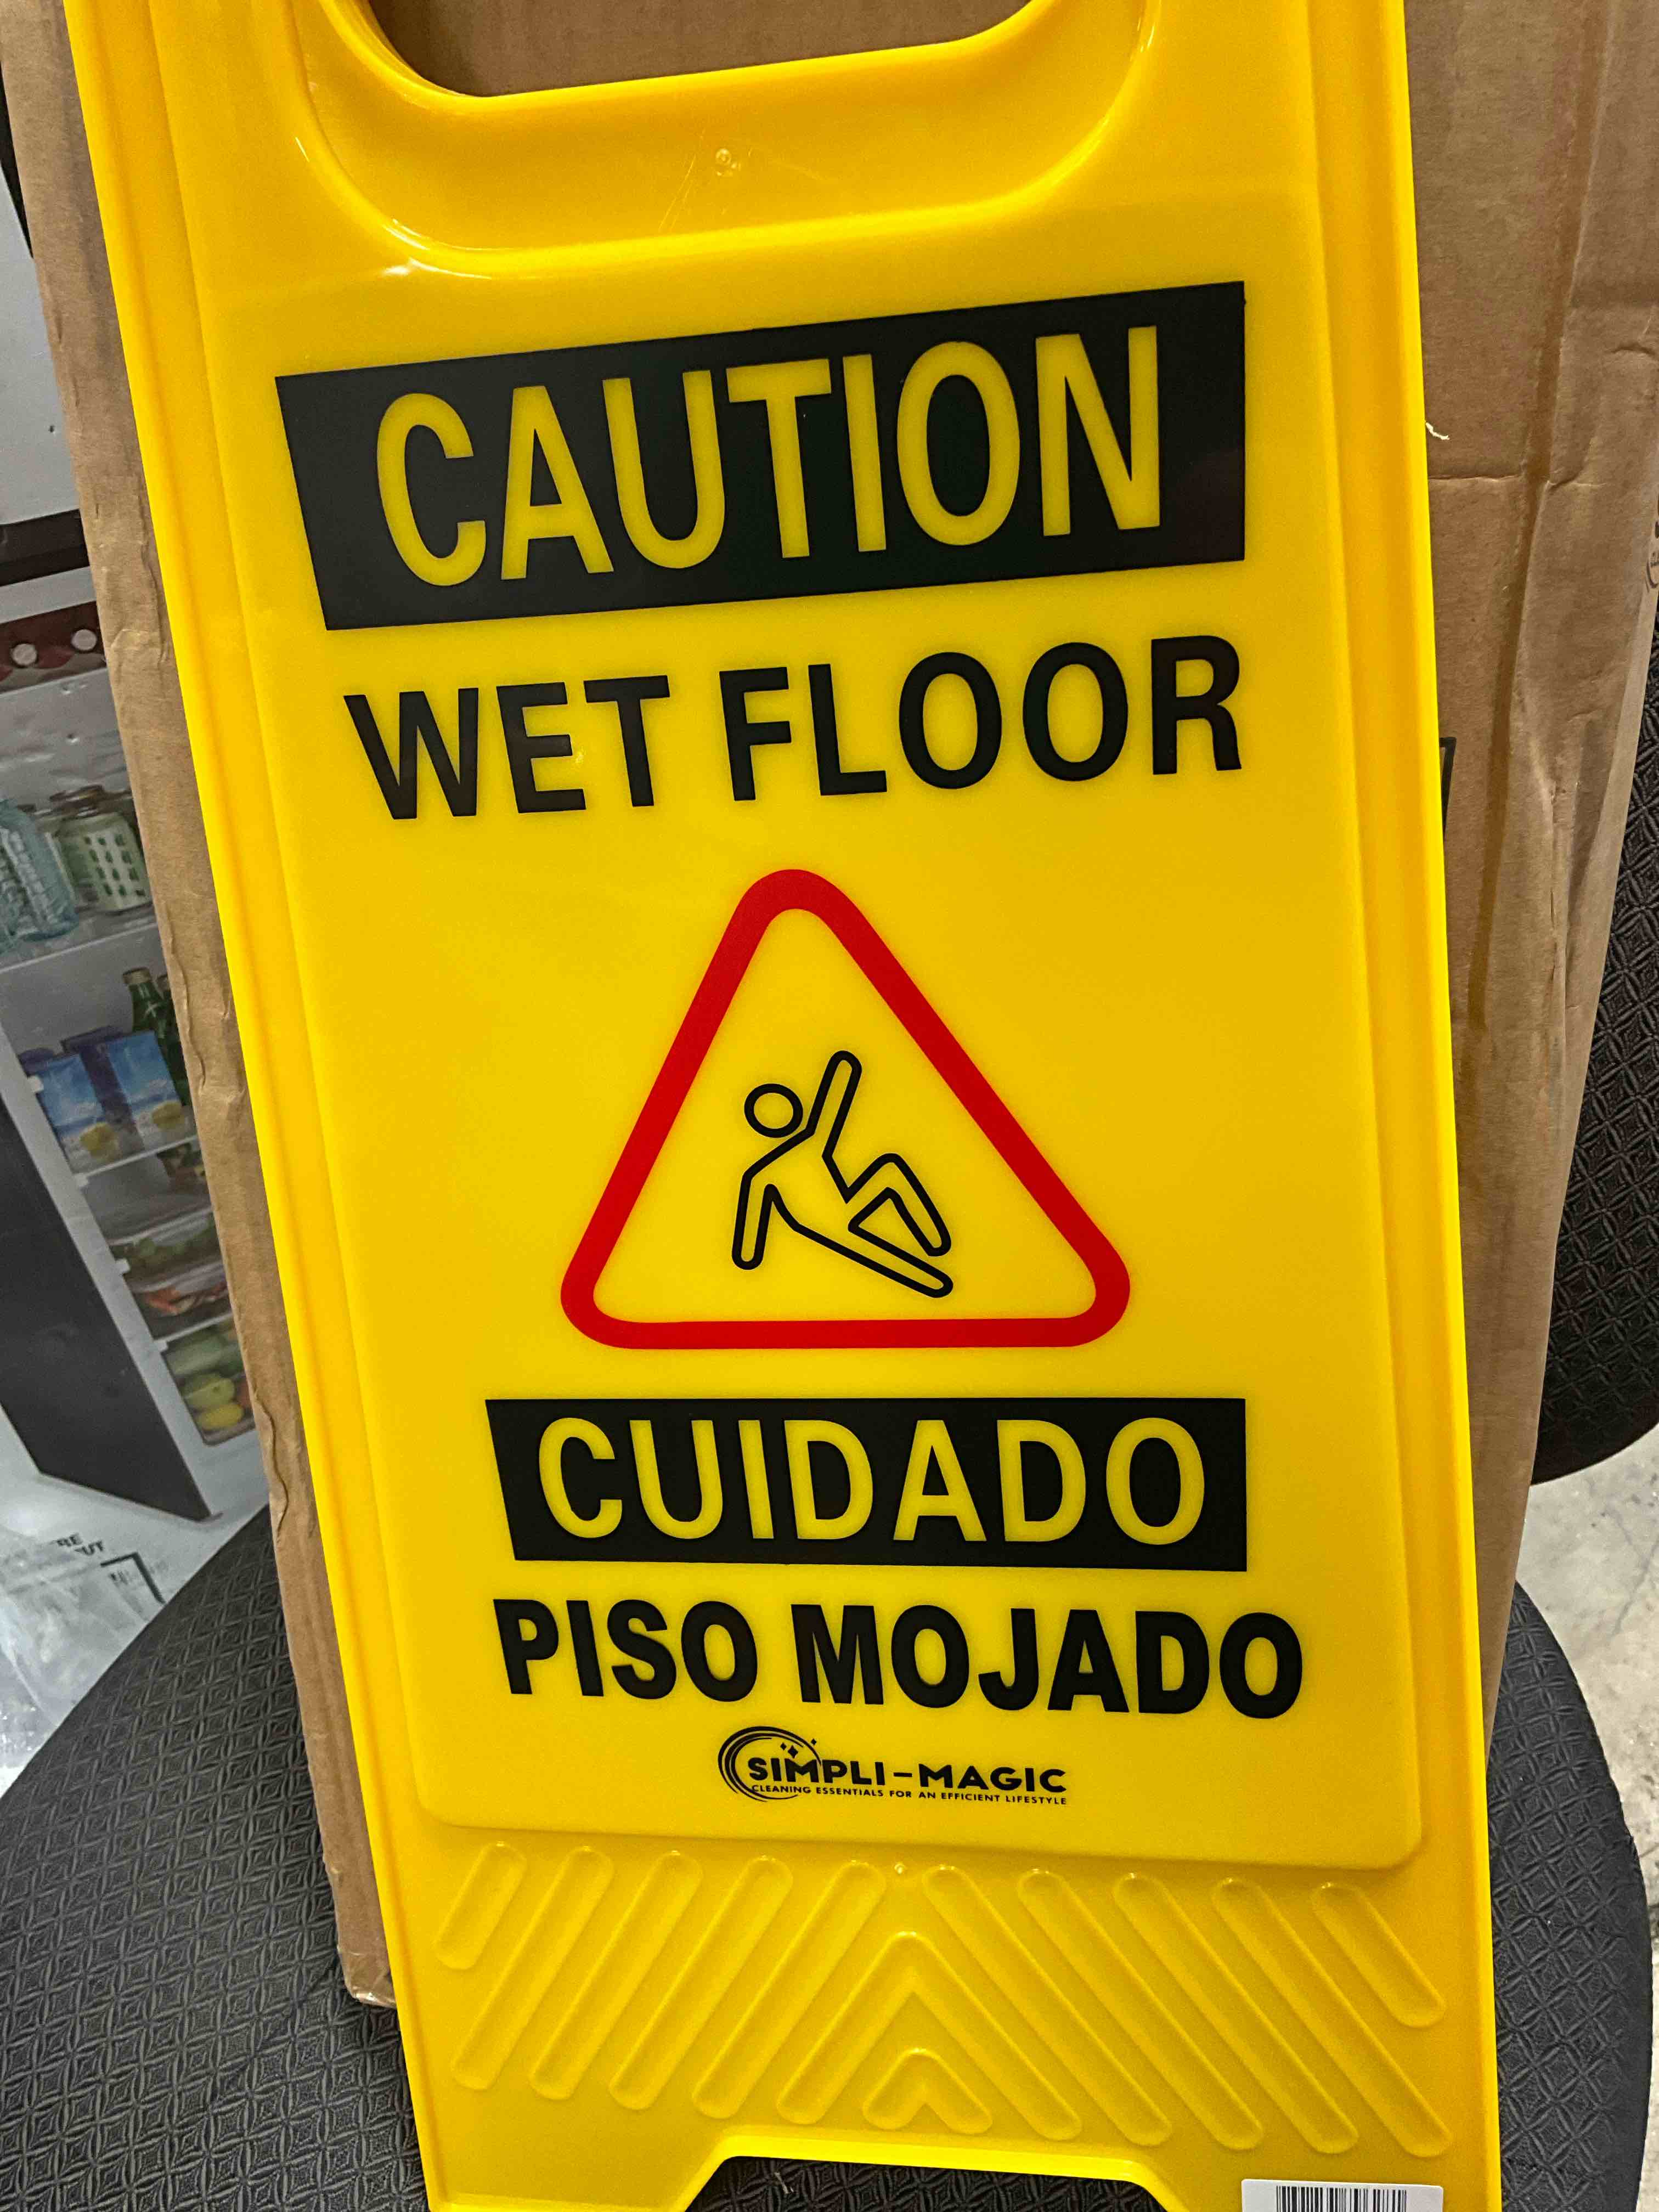 CAUTION
WET FLOOR
CUIDADO
PISO MOJADO
SIMPLI-MAGIC
CLEANING ESSENTIALS FOR AN EFFICIENT LIFESTYLE